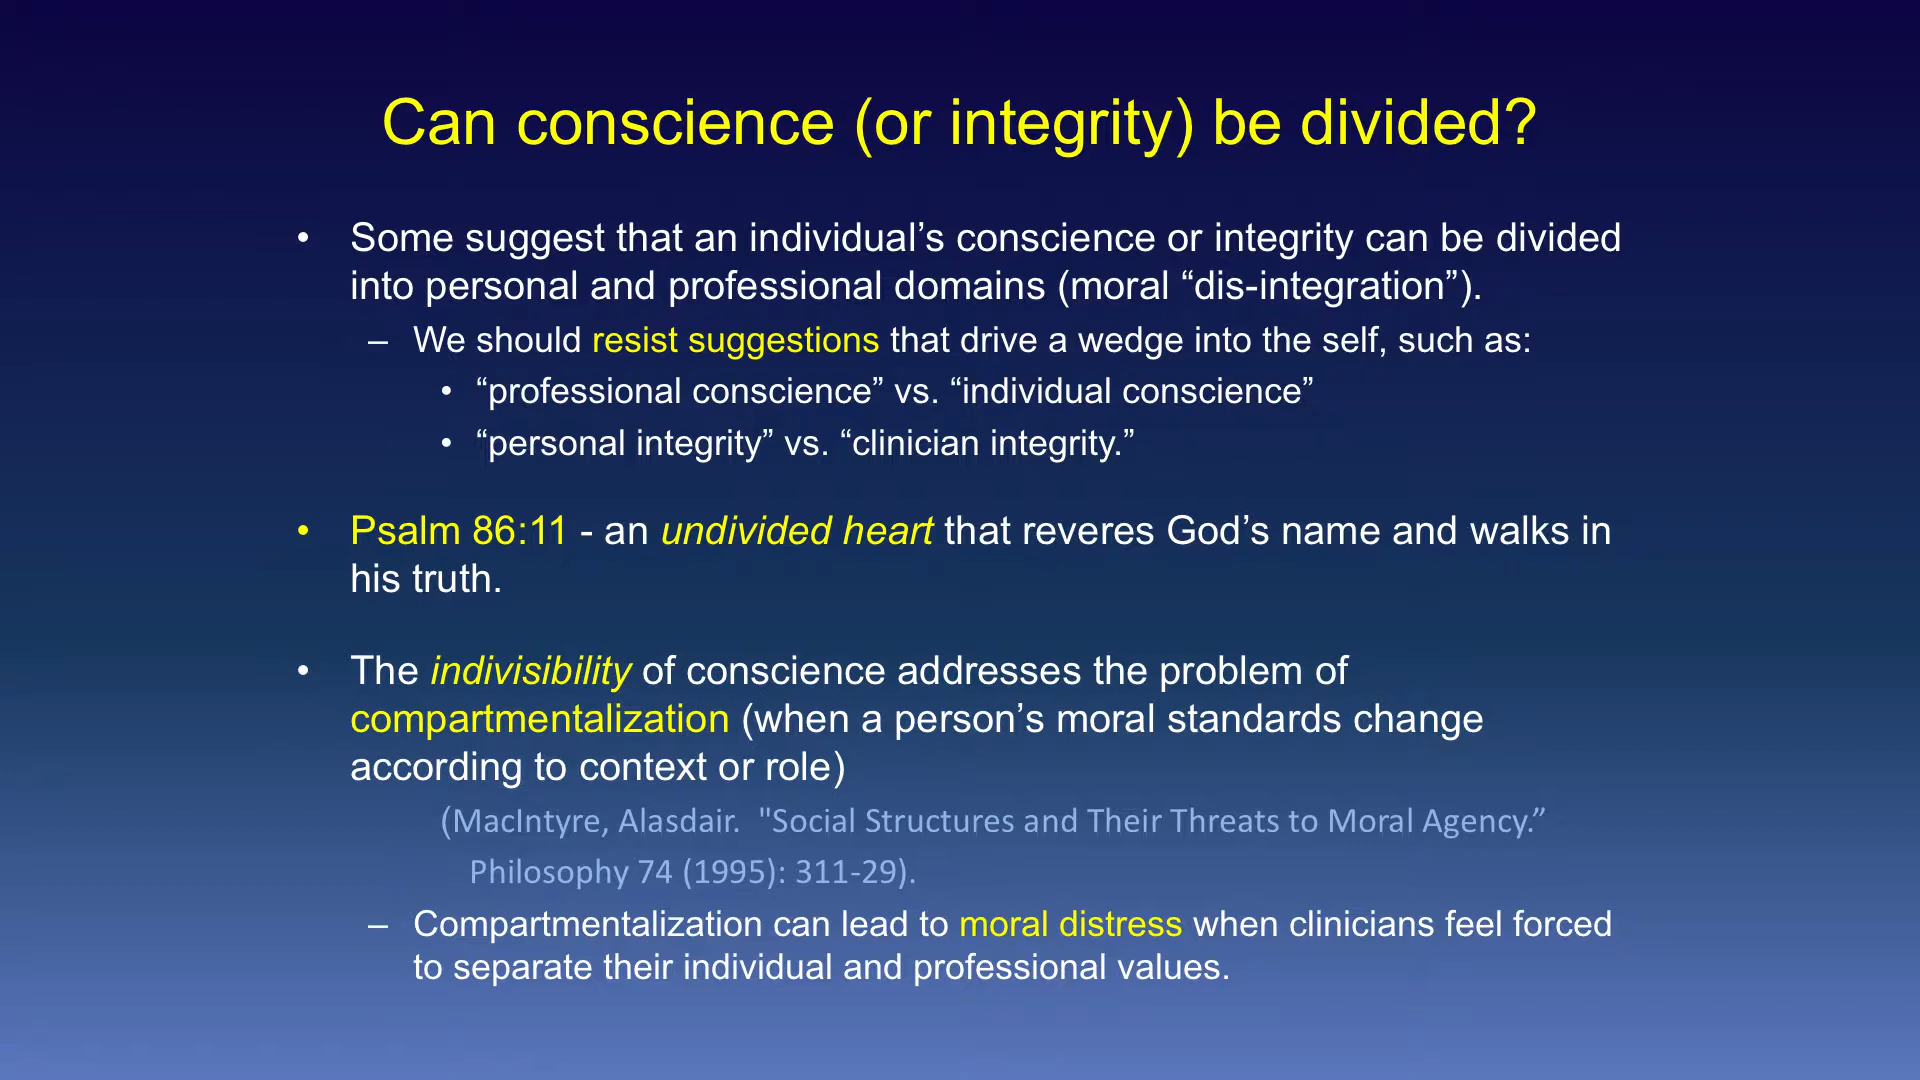 Can conscience (or integrity) be divided?
• Some suggest that an individual’s conscience or integrity can be divided
into personal and professional domains (moral “dis-integration”).
– We should resist suggestions that drive a wedge into the self, such as:
• “professional conscience” vs. “individual conscience”
• “personal integrity” vs. “clinician integrity.”
• Psalm 86:11 - an undivided heart that reveres God’s name and walks in
his truth.
• The indivisibility of conscience addresses the problem of
compartmentalization (when a person’s moral standards change
according to context or role)
(MacIntyre, Alasdair.  "Social Structures and Their Threats to Moral Agency.”
Philosophy 74 (1995): 311-29).
– Compartmentalization can lead to moral distress when clinicians feel forced
to separate their individual and professional values.